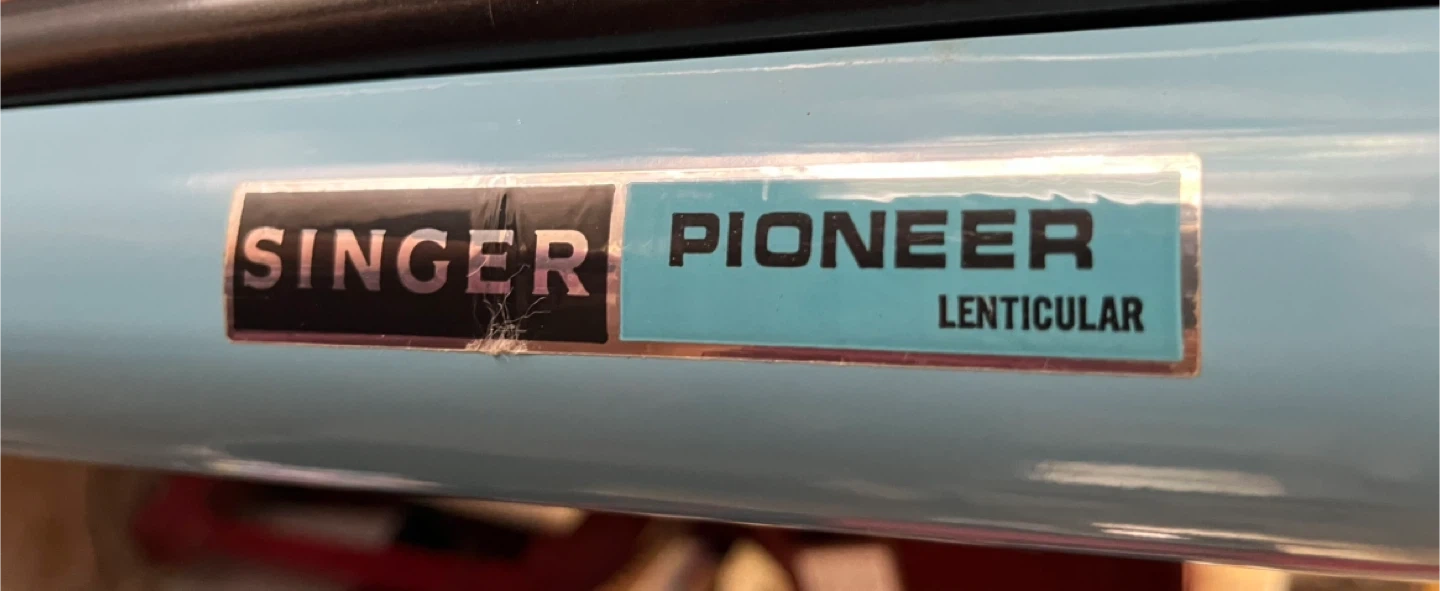 SINGER PIONEER
LENTICULAR